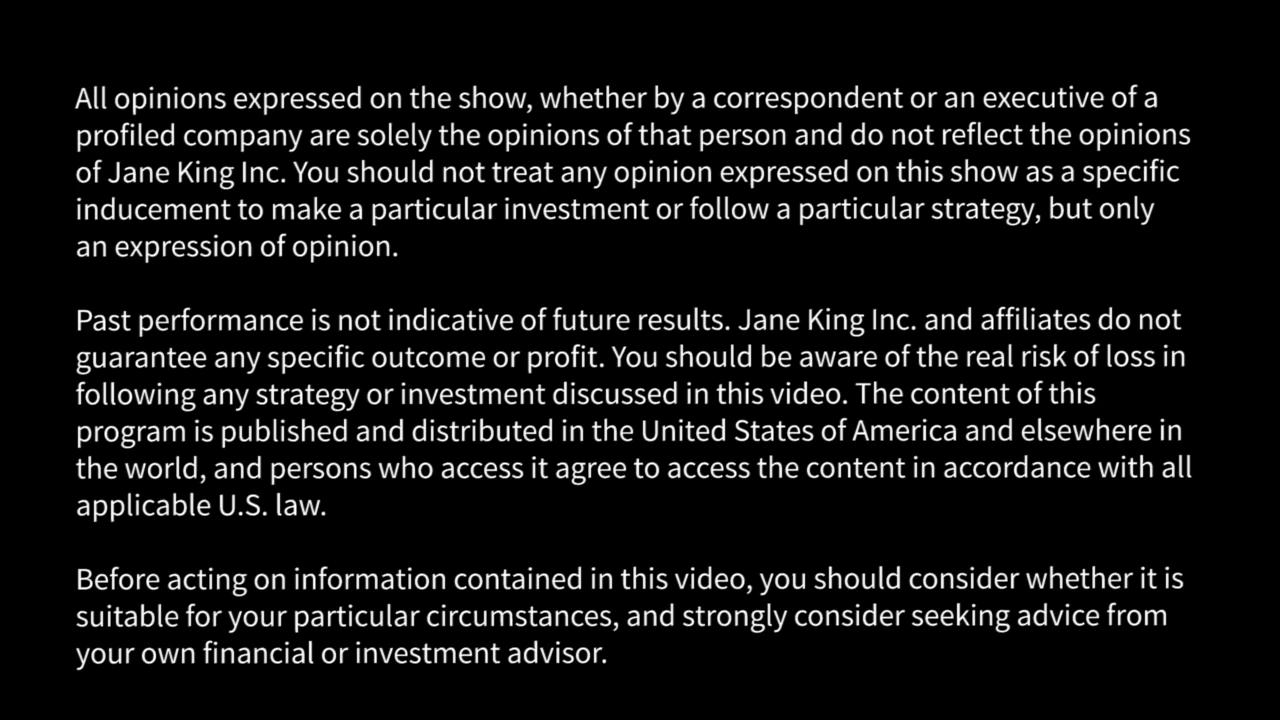 All opinions expressed on the show, whether by a correspondent or an executive of a
profiled company are solely the opinions of that person and do not reflect the opinions
of Jane King Inc. You should not treat any opinion expressed on this show as a specific
inducement to make a particular investment or follow a particular strategy, but only
an expression of opinion.
Past performance is not indicative of future results. Jane King Inc. and affiliates do not
guarantee any specific outcome or profit. You should be aware of the real risk of loss in
following any strategy or investment discussed in this video. The content of this
program is published and distributed in the United States of America and elsewhere in
the world, and persons who access it agree to access the content in accordance with all
applicable U.S. law.
Before acting on information contained in this video, you should consider whether it is
suitable for your particular circumstances, and strongly consider seeking advice from
your own financial or investment advisor.